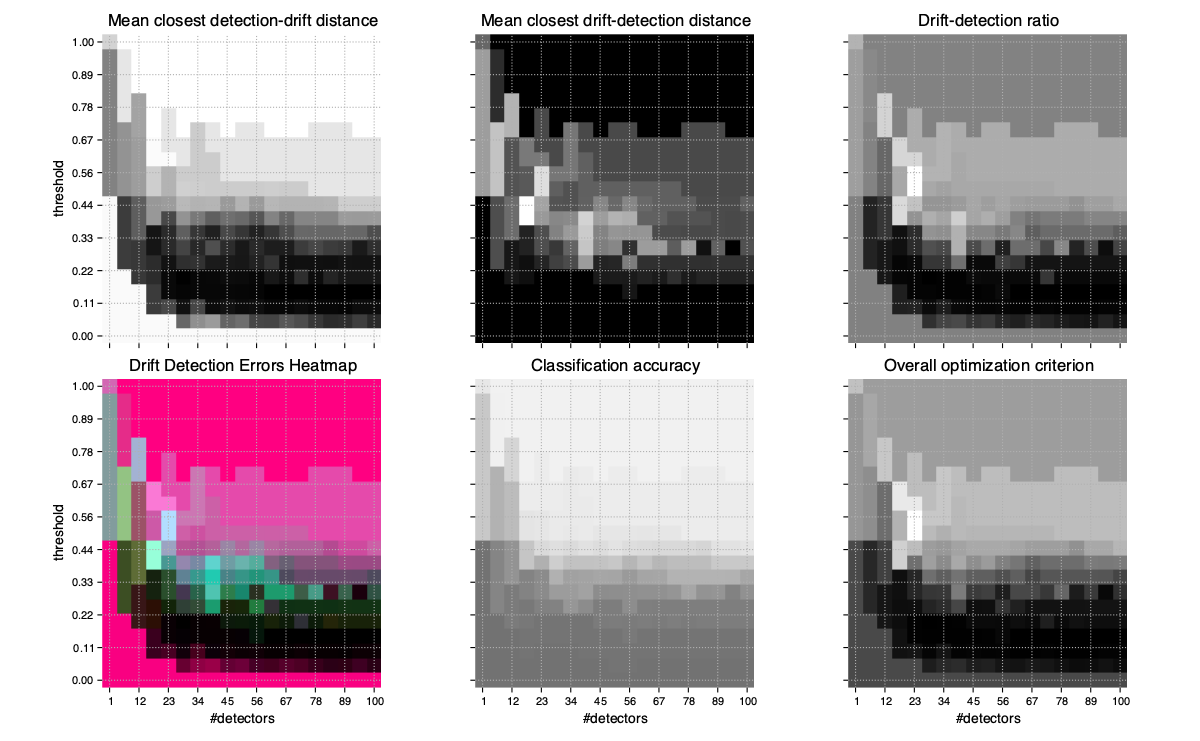 Mean closest detection-drift distance
Mean closest drift-detection distance
Drift-detection ratio
1.00
0.89
0.78
0.67
0.56
0.44
0.33
0.22
0.11
0.00
threshold
Drift Detection Errors Heatmap
Classification accuracy
Overall optimization criterion
1.00
0.89
0.78
0.67
0.56
0.44
0.33
0.22
0.11
0.00
threshold
1 12 23 34 45 56 67 78 89 100
1 12 23 34 45 56 67 78 89 100
1 12 23 34 45 56 67 78 89 100
#detectors
#detectors
#detectors